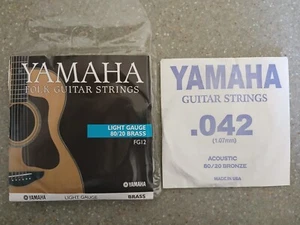 YAMAHA
FOLK GUITAR STRINGS
LIGHT GAUGE
80/20 BRASS
FG12
YAMAHA
LIGHT GAUGE
BRASS
YAMAHA
GUITAR STRINGS
.042
(1.07mm)
ACOUSTIC
80/20 BRONZE
MADE IN USA